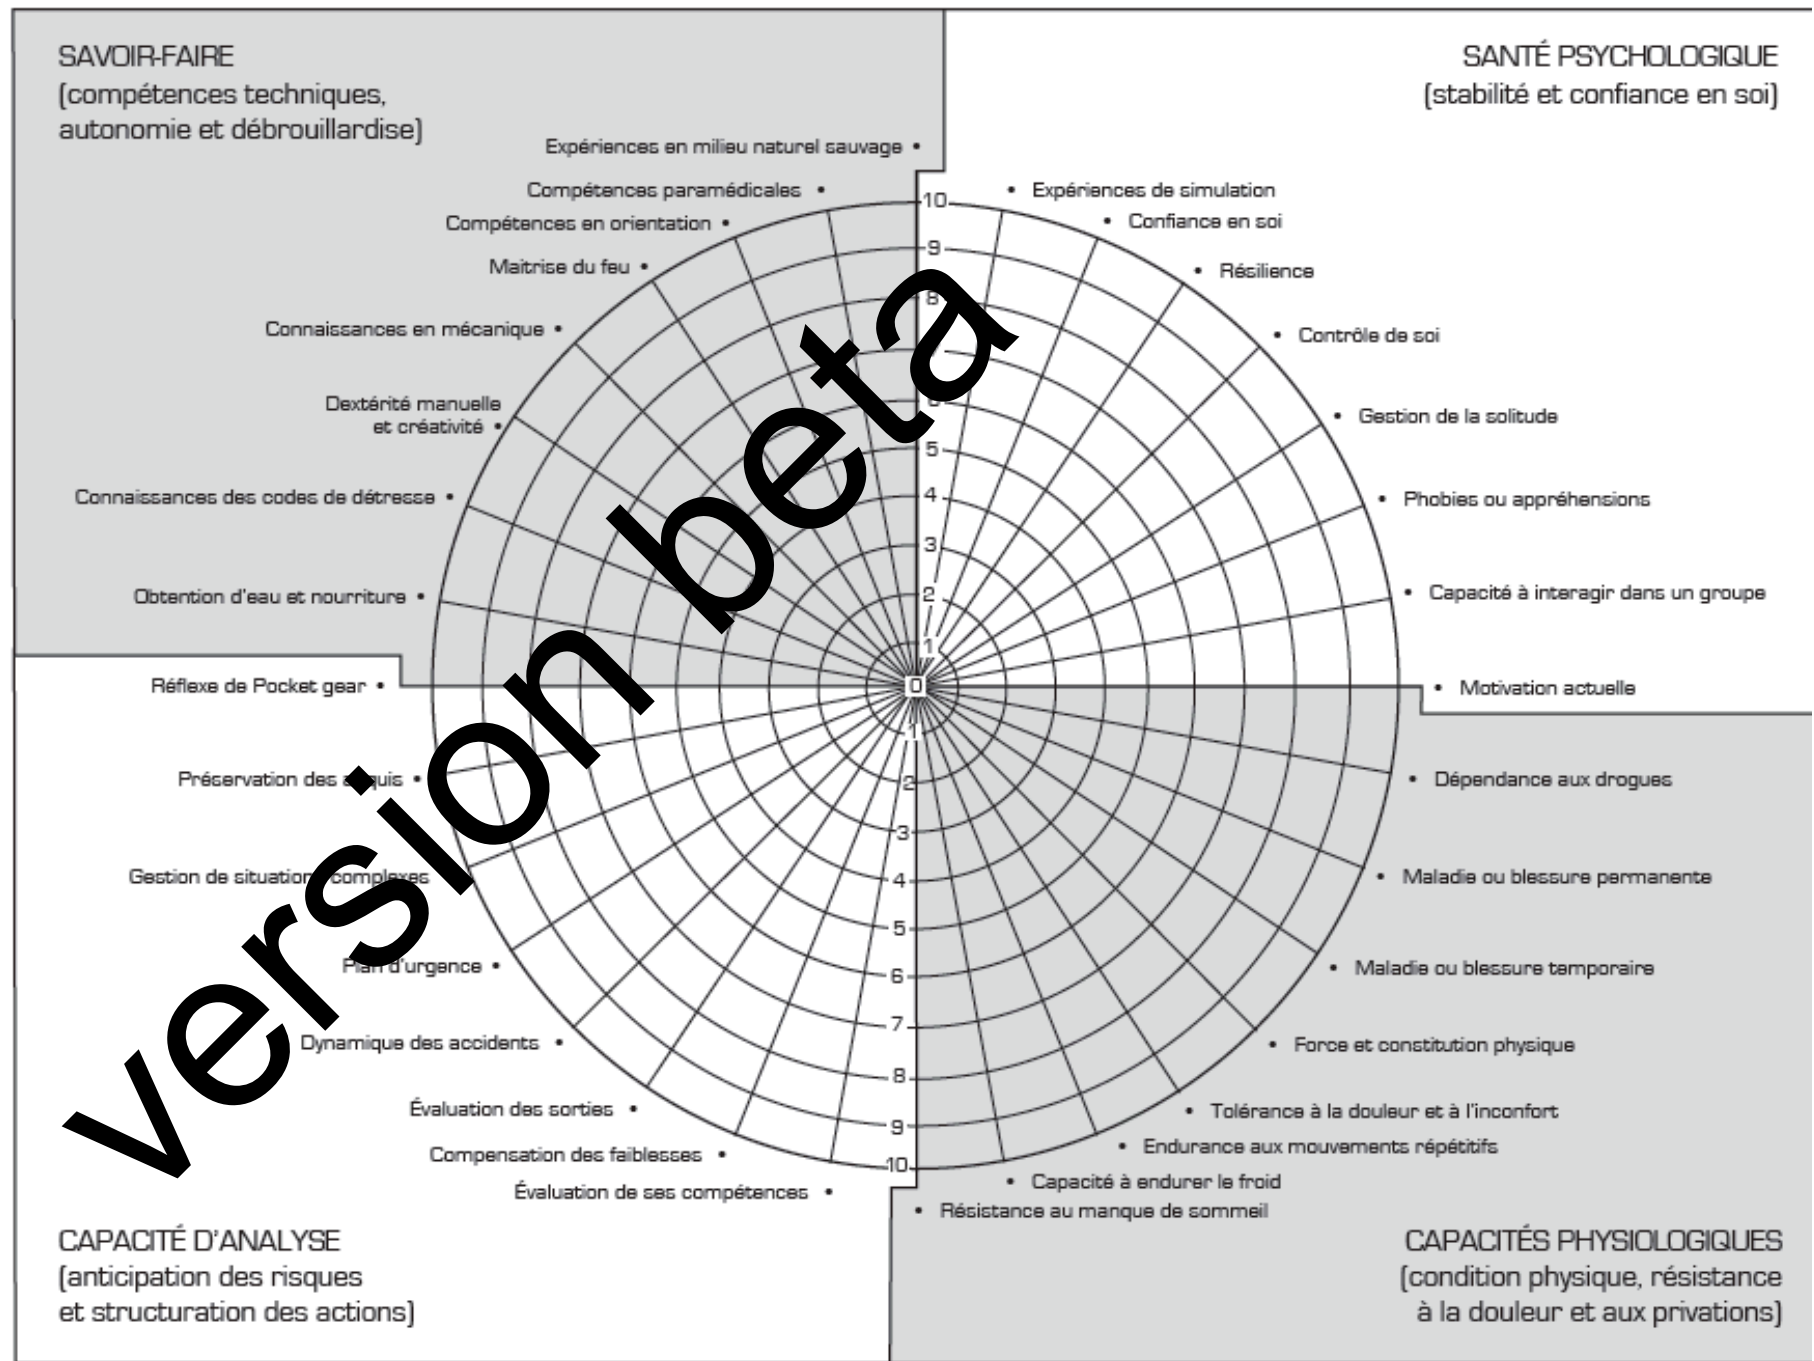 SAVOIR-FAIRE
(compétences techniques,
autonomie et débrouillardise)
SANTÉ PSYCHOLOGIQUE
(stabilité et confiance en soi)
Expériences en milieu naturel sauvage •
Compétences paramédicales •
Compétences en orientation •
Maitrise du feu •
Connaissances en mécanique •
Dextérité manuelle
et créativité •
Connaissances des codes de détresse •
Obtention d'eau et nourriture •
• Expériences de simulation
• Confiance en soi
• Résilience
• Contrôle de soi
• Gestion de la solitude
• Phobies ou appréhensions
• Capacité à interagir dans un groupe
• Motivation actuelle
10
9
8
6
5
4
3
2
1
0
1
2
3
4
5
6
7
8
9
10
version beta
Réflexe de Pocket gear •
Préservation des acquis •
Gestion de situations complexes
Plan d'urgence •
Dynamique des accidents •
Évaluation des sorties •
Compensation des faiblesses •
Évaluation de ses compétences •
• Dépendance aux drogues
• Maladie ou blessure permanente
• Maladie ou blessure temporaire
• Force et constitution physique
• Tolérance à la douleur et à l'inconfort
• Endurance aux mouvements répétitifs
• Capacité à endurer le froid
• Résistance au manque de sommeil
CAPACITÉ D'ANALYSE
(anticipation des risques
et structuration des actions)
CAPACITÉS PHYSIOLOGIQUES
(condition physique, résistance
à la douleur et aux privations)